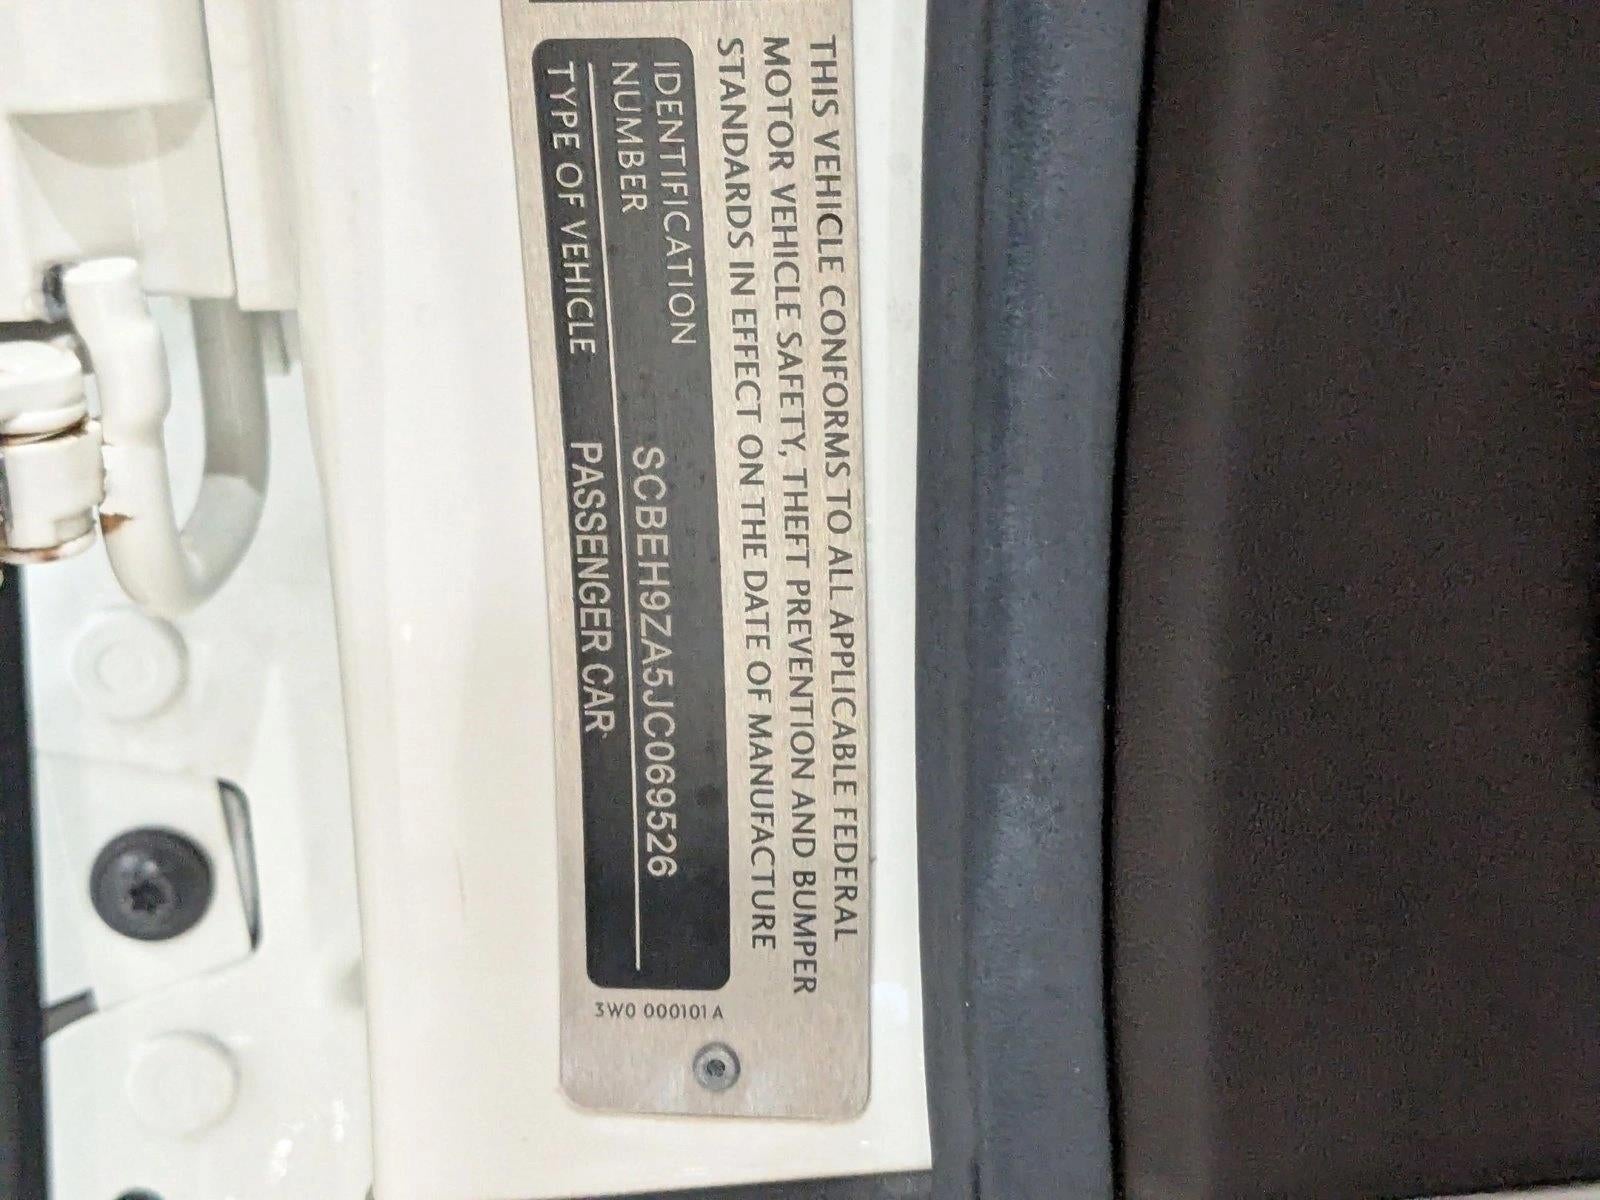 THIS VEHICLE CONFORMS TO ALL APPLICABLE FEDERAL
MOTOR VEHICLE SAFETY, THEFT PREVENTION AND BUMPER
STANDARDS IN EFFECT ON THE DATE OF MANUFACTURE
IDENTIFICATION
NUMBER
SCBEH9ZA5JC069526
TYPE OF VEHICLE PASSENGER CAR
3W0 000101 A